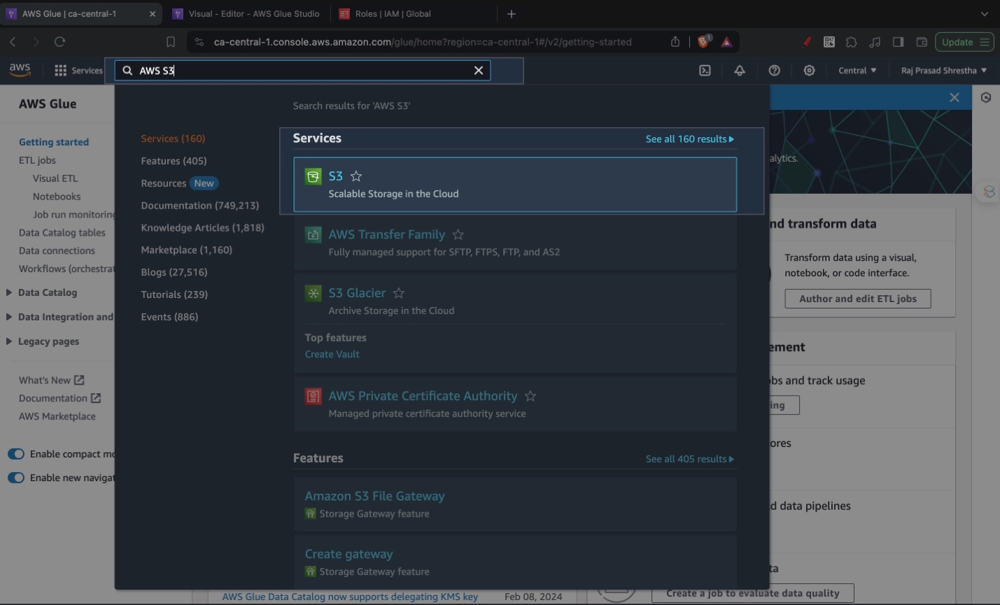 AWS Glue | ca-central-1
Visual - Editor - AWS Glue Studio
Roles | IAM | Global
ca-central-1.console.aws.amazon.com/glue/home?region=ca-central-1#/v2/getting-started
1
Update
aws
Services
AWS S3
Central
Raj Prasad Shrestha
AWS Glue
Getting started
ETL jobs
Visual ETL
Notebooks
Job run monitoring
Data Catalog tables
Data connections
Workflows (orchestrat
Data Catalog
Data Integration and
Legacy pages
What's New
Documentation
AWS Marketplace
Enable compact mo
Enable new navigat
Search results for 'AWS S3'
Services (160)
Features (405)
Resources New
Documentation (749,213)
Knowledge Articles (1,818)
Marketplace (1,160)
Blogs (27,516)
Tutorials (239)
Events (886)
Services
See all 160 results
S3
Scalable Storage in the Cloud
AWS Transfer Family
Fully managed support for SFTP, FTPS, FTP, and AS2
S3 Glacier
Archive Storage in the Cloud
Top features
Create Vault
AWS Private Certificate Authority
Managed private certificate authority service
Features
See all 405 results
Amazon S3 File Gateway
Storage Gateway feature
Create gateway
Storage Gateway feature
alytics.
nd transform data
Transform data using a visual,
notebook, or code interface.
Author and edit ETL jobs
ement
obs and track usage
ing
ores
d data pipelines
ta
Create a job to evaluate data quality
AWS Glue Data Catalog now supports delegating KMS key
Feb 08, 2024